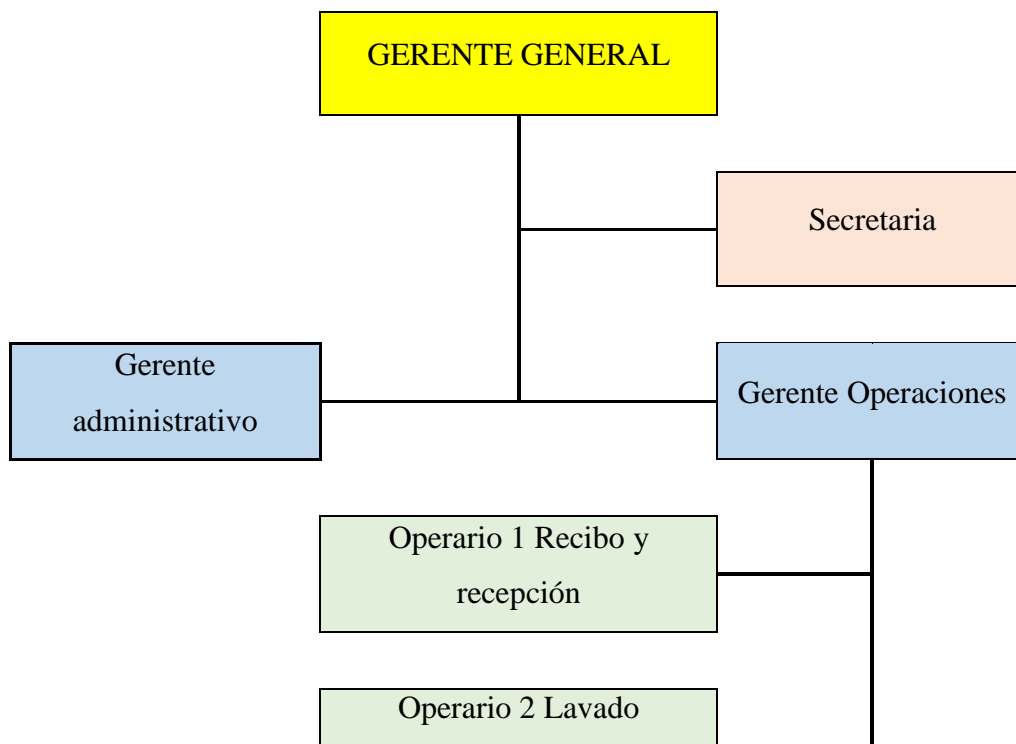 GERENTE GENERAL
Secretaria
Gerente
administrativo
Gerente Operaciones
Operario 1 Recibo y
recepción
Operario 2 Lavado